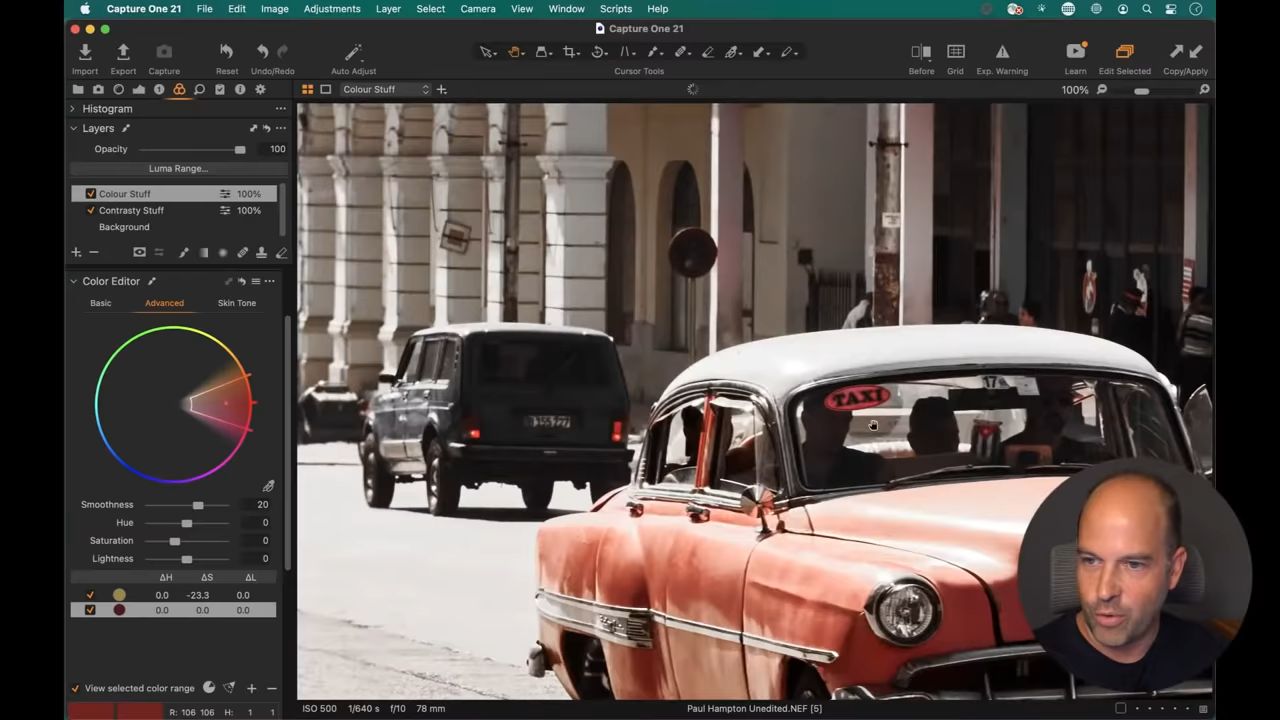 Capture One 21 File Edit Image Adjustments Layer Select Camera View Window Scripts Help
Capture One 21
Import Export Capture Reset Undo/Redo Auto Adjust Cursor Tools Before Grid Exp. Warning Learn Edit Selected Copy/Apply
Colour Stuff 100%
Histogram
Layers
Opacity 100
Luma Range...
Colour Stuff 100%
Contrasty Stuff 100%
Background
Color Editor
Basic Advanced Skin Tone
Smoothness 20
Hue 0
Saturation 0
Lightness 0
ΔH ΔS ΔL
0.0 -23.3 0.0
0.0 0.0 0.0
View selected color range
R: 106 106 H: 1 1
TAXI
17
ISO 500 1/640 s f/10 78 mm Paul Hampton Unedited.NEF [5]